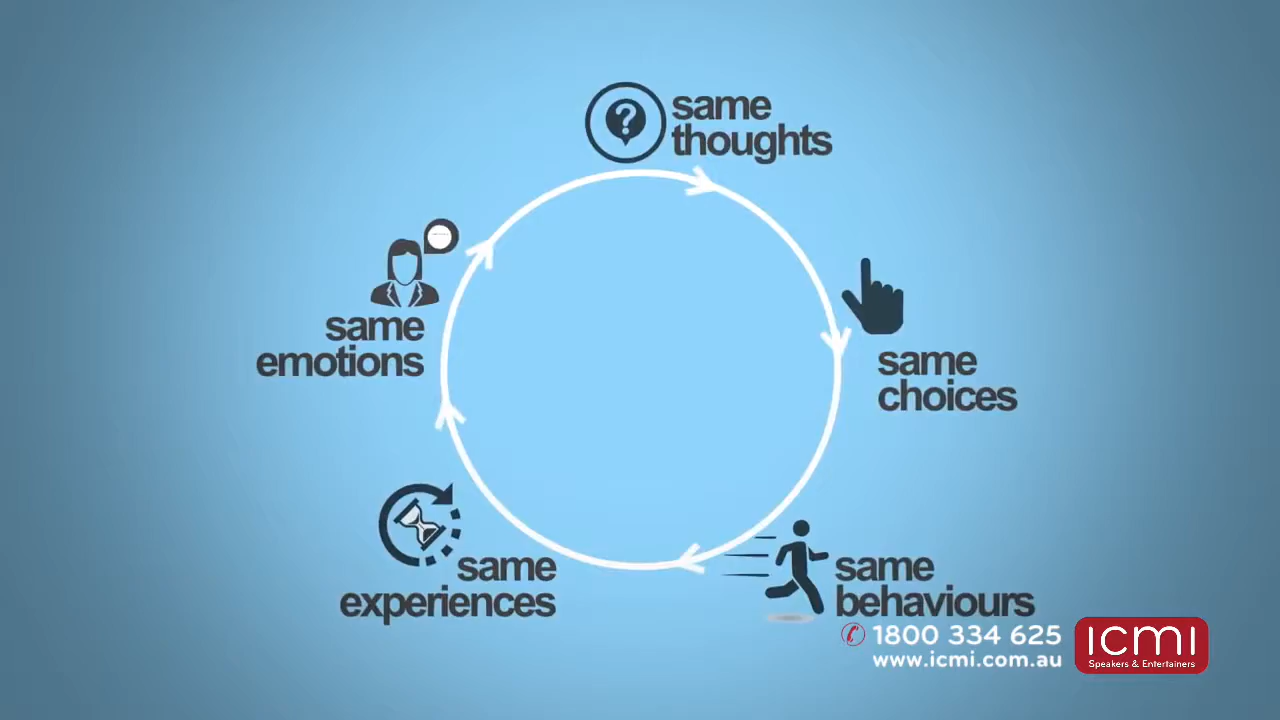 ?
same
thoughts
same
choices
same
behaviours
same
experiences
same
emotions
1800 334 625
www.icmi.com.au
icmi
Speakers & Entertainers